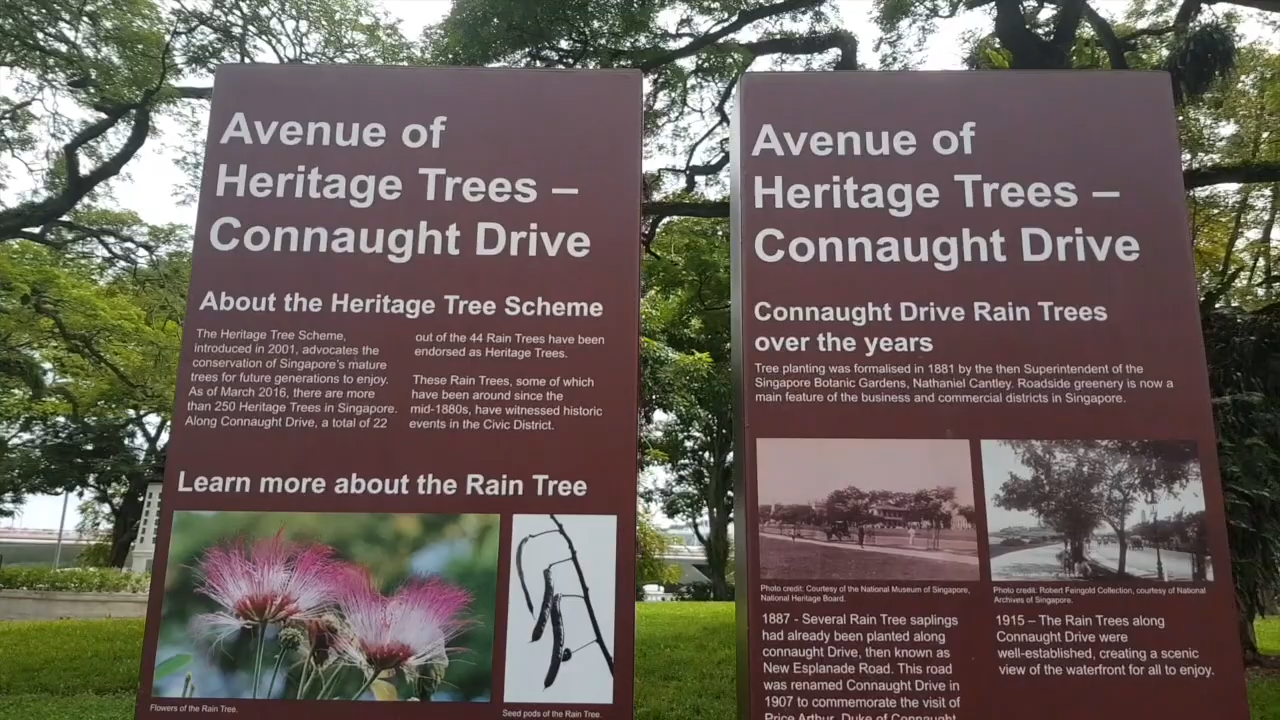 Avenue of
Heritage Trees –
Connaught Drive
About the Heritage Tree Scheme
The Heritage Tree Scheme,
introduced in 2001, advocates the
conservation of Singapore's mature
trees for future generations to enjoy.
As of March 2016, there are more
than 250 Heritage Trees in Singapore.
Along Connaught Drive, a total of 22
out of the 44 Rain Trees have been
endorsed as Heritage Trees.
These Rain Trees, some of which
have been around since the
mid-1880s, have witnessed historic
events in the Civic District.
Learn more about the Rain Tree
Flowers of the Rain Tree.
Seed pods of the Rain Tree.
Avenue of
Heritage Trees –
Connaught Drive
Connaught Drive Rain Trees
over the years
Tree planting was formalised in 1881 by the then Superintendent of the
Singapore Botanic Gardens, Nathaniel Cantley. Roadside greenery is now a
main feature of the business and commercial districts in Singapore.
Photo credit: Courtesy of the National Museum of Singapore,
National Heritage Board.
1887 - Several Rain Tree saplings
had already been planted along
connaught Drive, then known as
New Esplanade Road. This road
was renamed Connaught Drive in
1907 to commemorate the visit of
Price Arthur, Duke of Connaught
Photo credit: Robert Feingold Collection, courtesy of National
Archives of Singapore.
1915 – The Rain Trees along
Connaught Drive were
well-established, creating a scenic
view of the waterfront for all to enjoy.